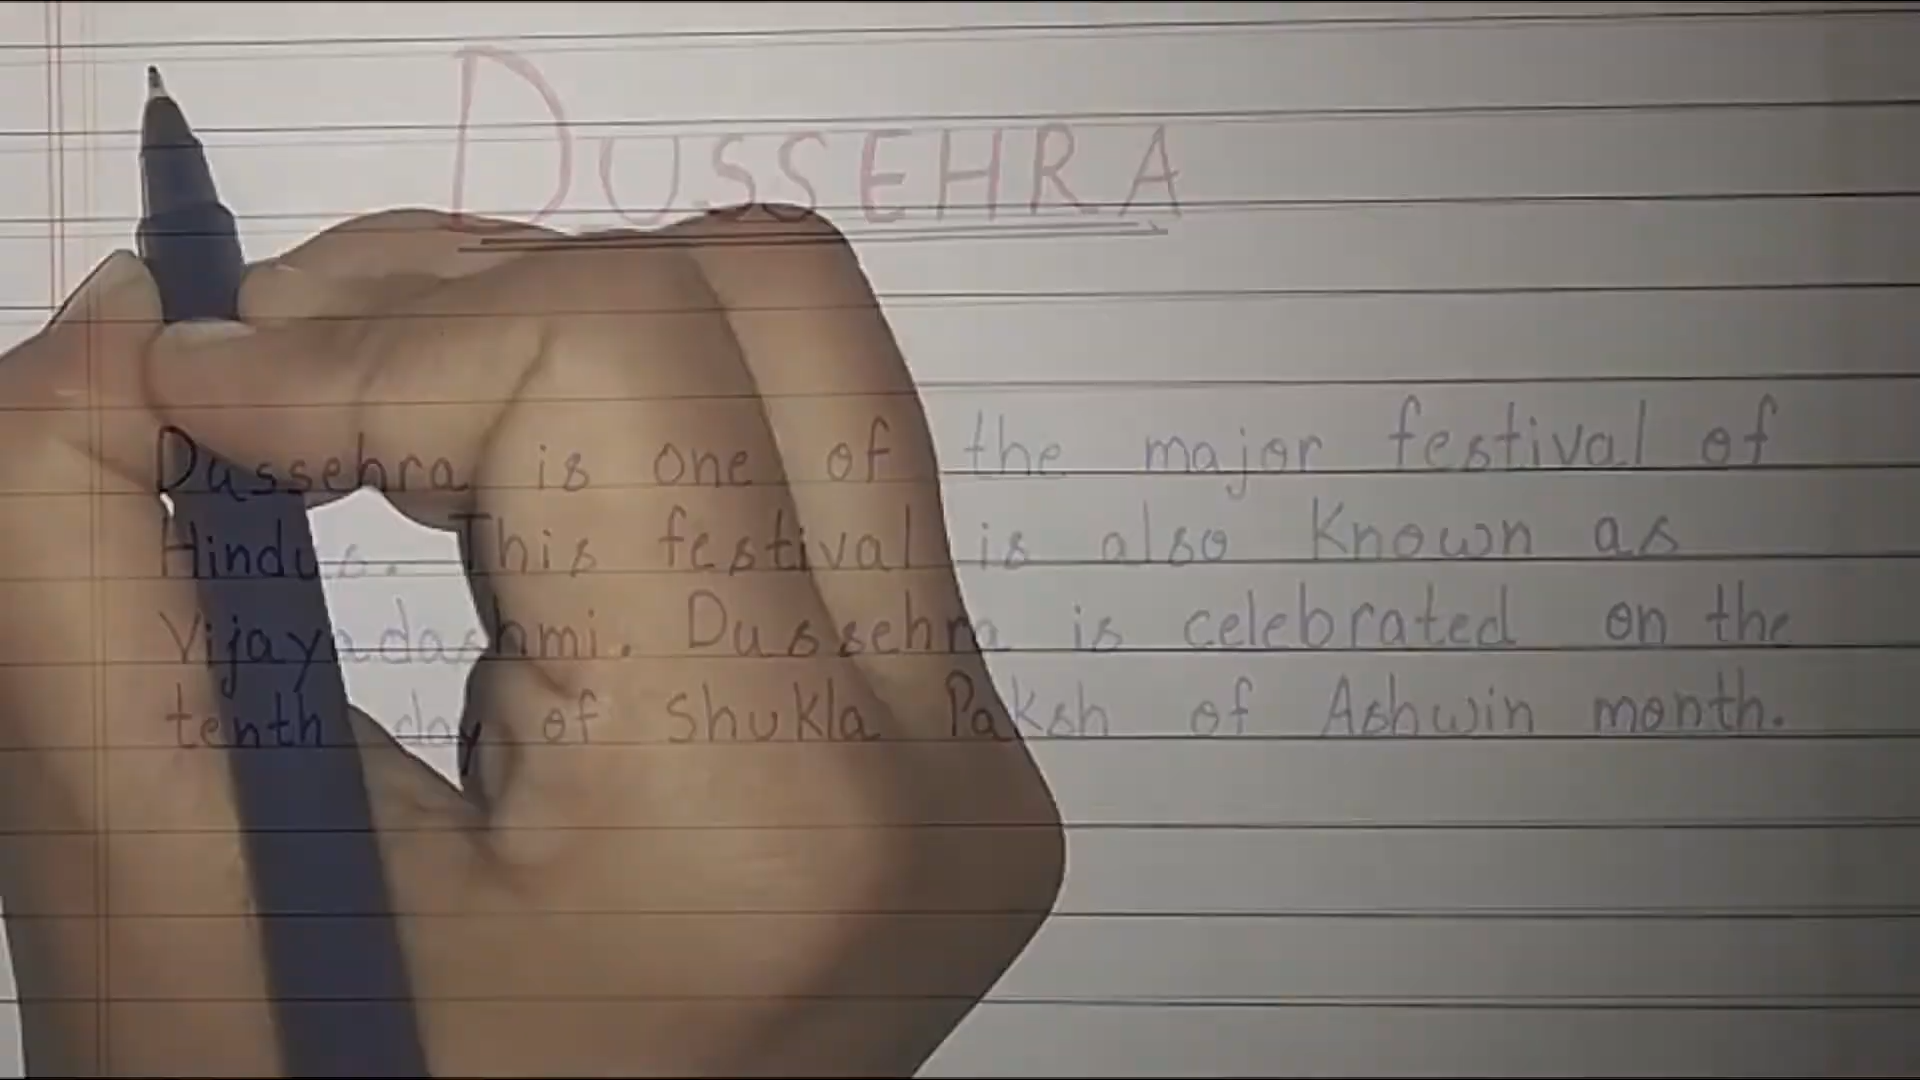 DUSSEHRA
Dussehra is one of the major festival of
Hindus. This festival is also Known as
Vijayadashmi. Dussehra is celebrated on the
tenth day of Shukla Paksh of Ashwin month.